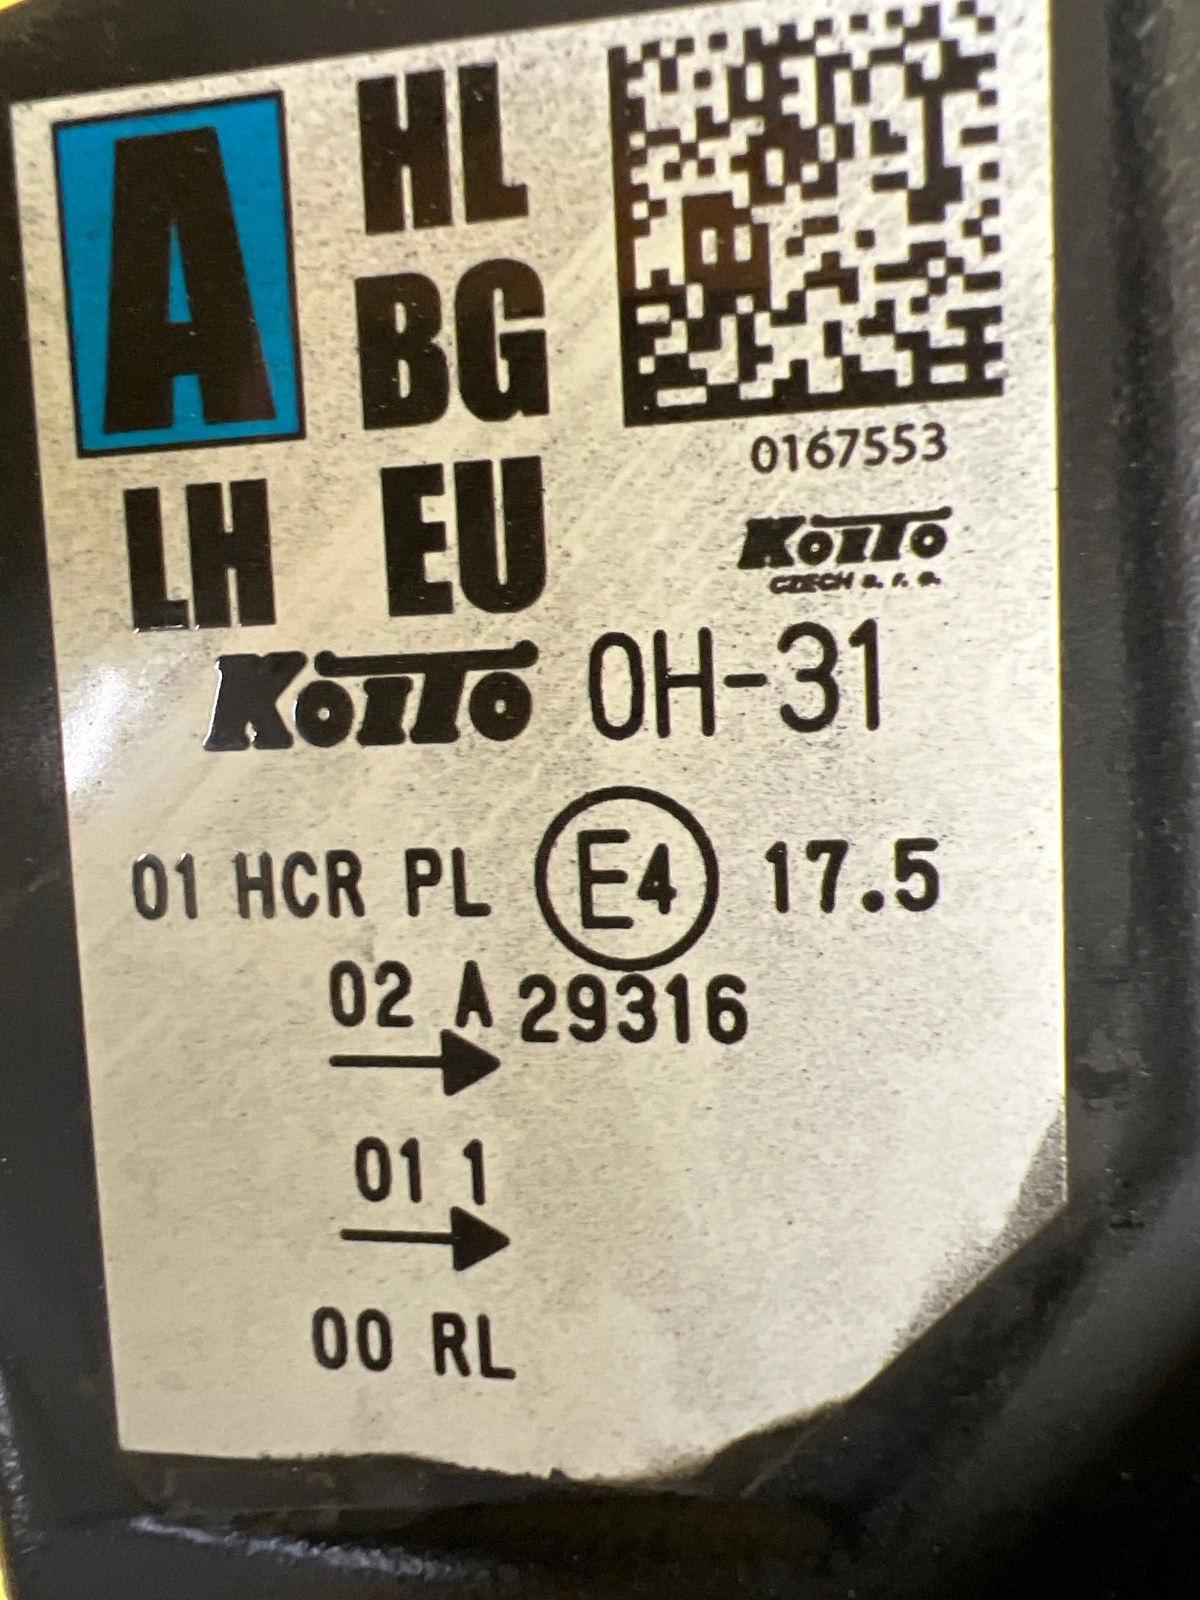 A HL
BG
LH EU
0167553
KOITO
CZECH s. r. o.
KOITO 0H-31
01 HCR PL E4 17.5
02 A 29316
01 1
00 RL